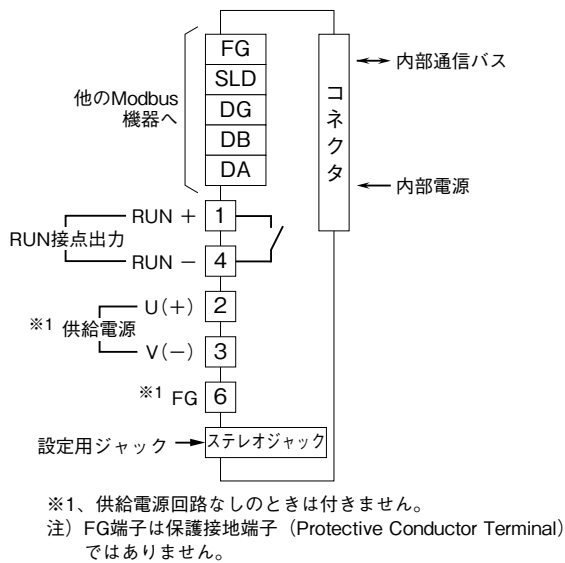 他のModbus
機器へ
FG
SLD
DG
DB
DA
コネクタ
内部通信バス
内部電源
RUN接点出力
RUN +
1
RUN −
4
※1 供給電源
U(+)
2
V(−)
3
※1 FG
6
設定用ジャック
ステレオジャック
※1、供給電源回路なしのときは付きません。
注)FG端子は保護接地端子(Protective Conductor Terminal)
ではありません。